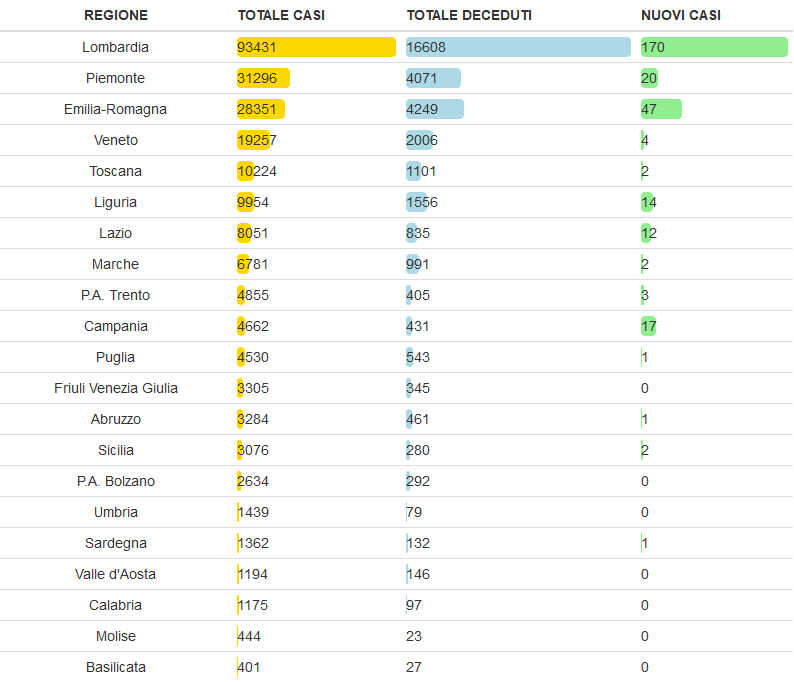 REGIONE TOTALE CASI TOTALE DECEDUTI NUOVI CASI
Lombardia 93431 16608 170
Piemonte 31296 4071 20
Emilia-Romagna 28351 4249 47
Veneto 19257 2006 4
Toscana 10224 1101 2
Liguria 9954 1556 14
Lazio 8051 835 12
Marche 6781 991 2
P.A. Trento 4855 405 3
Campania 4662 431 17
Puglia 4530 543 1
Friuli Venezia Giulia 3305 345 0
Abruzzo 3284 461 1
Sicilia 3076 280 2
P.A. Bolzano 2634 292 0
Umbria 1439 79 0
Sardegna 1362 132 1
Valle d'Aosta 1194 146 0
Calabria 1175 97 0
Molise 444 23 0
Basilicata 401 27 0